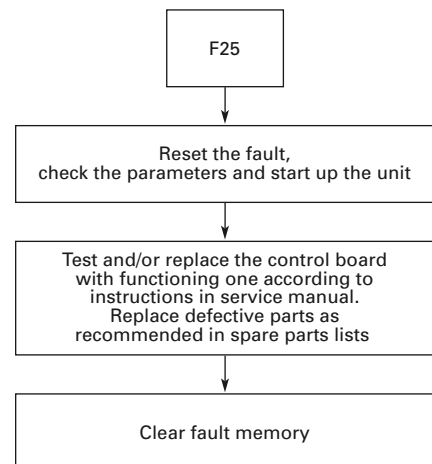 F25
Reset the fault,
check the parameters and start up the unit
Test and/or replace the control board
with functioning one according to
instructions in service manual.
Replace defective parts as
recommended in spare parts lists
Clear fault memory